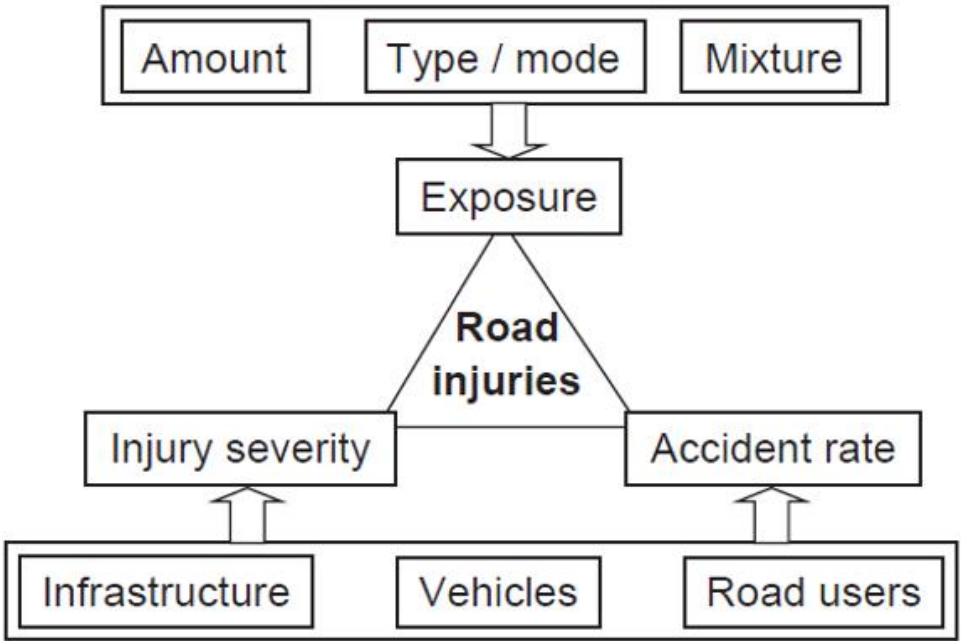 Amount
Type / mode
Mixture
Exposure
Road
injuries
Injury severity
Accident rate
Infrastructure
Vehicles
Road users